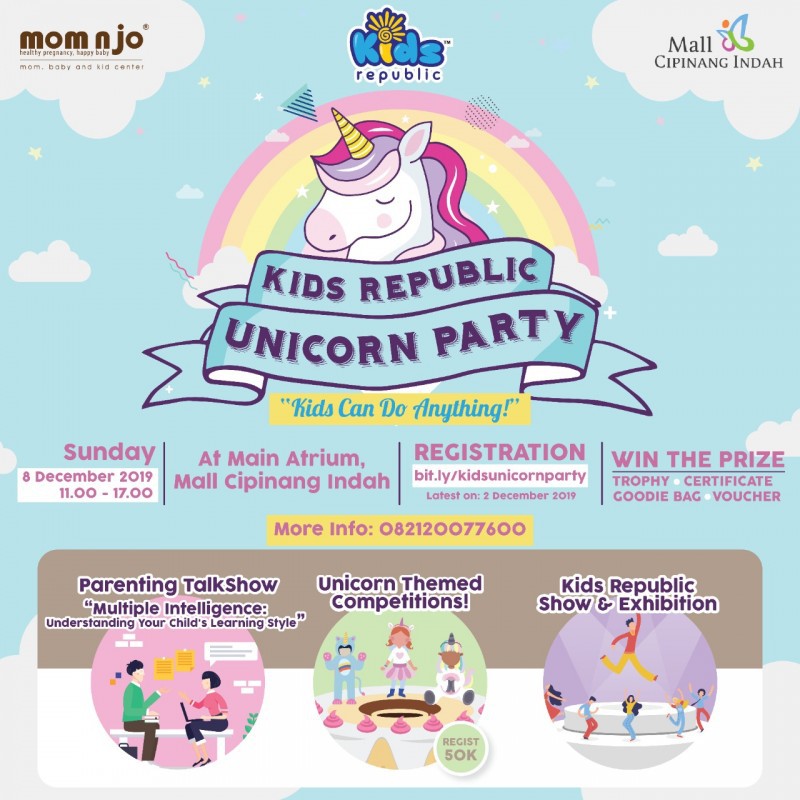 mom n jo®
healthy pregnancy, happy baby
mom, baby and kid center
Kids™
republic
Mall
CIPINANG INDAH
KIDS REPUBLIC
UNICORN PARTY
"Kids Can Do Anything!"
Sunday
8 December 2019
11.00 - 17.00
At Main Atrium,
Mall Cipinang Indah
REGISTRATION
bit.ly/kidsunicornparty
Latest on: 2 December 2019
WIN THE PRIZE
TROPHY • CERTIFICATE
GOODIE BAG • VOUCHER
More Info: 082120077600
Parenting TalkShow
"Multiple Intelligence:
Understanding Your Child's Learning Style"
Unicorn Themed
Competitions!
REGIST
50K
Kids Republic
Show & Exhibition